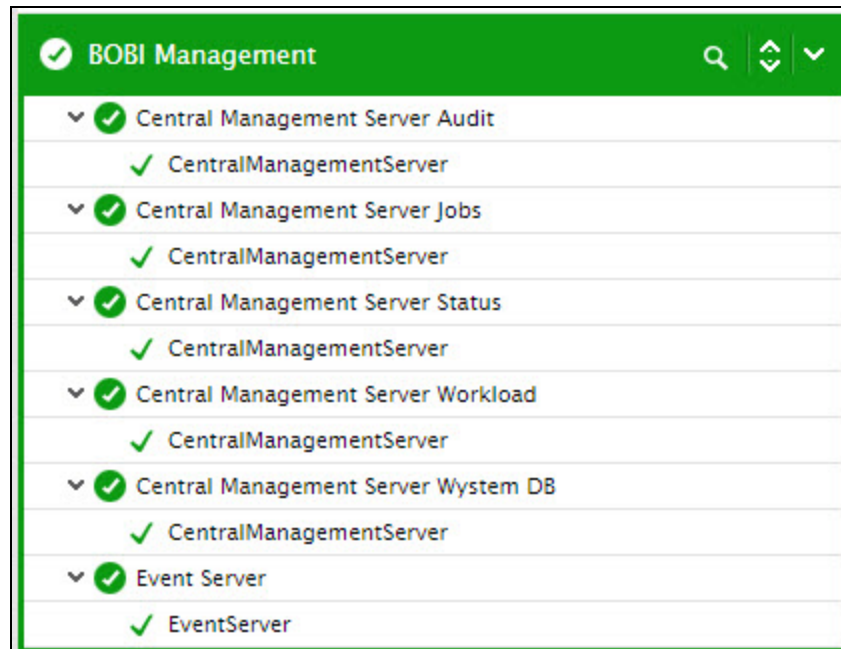 BOBI Management
Central Management Server Audit
CentralManagementServer
Central Management Server Jobs
CentralManagementServer
Central Management Server Status
CentralManagementServer
Central Management Server Workload
CentralManagementServer
Central Management Server Wystem DB
CentralManagementServer
Event Server
EventServer